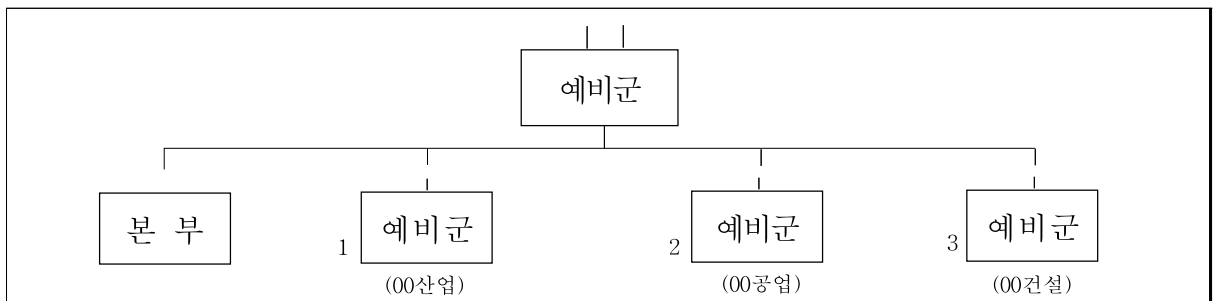 예비군
본 부
1 예비군
2 예비군
3 예비군
(00산업)
(00공업)
(00건설)